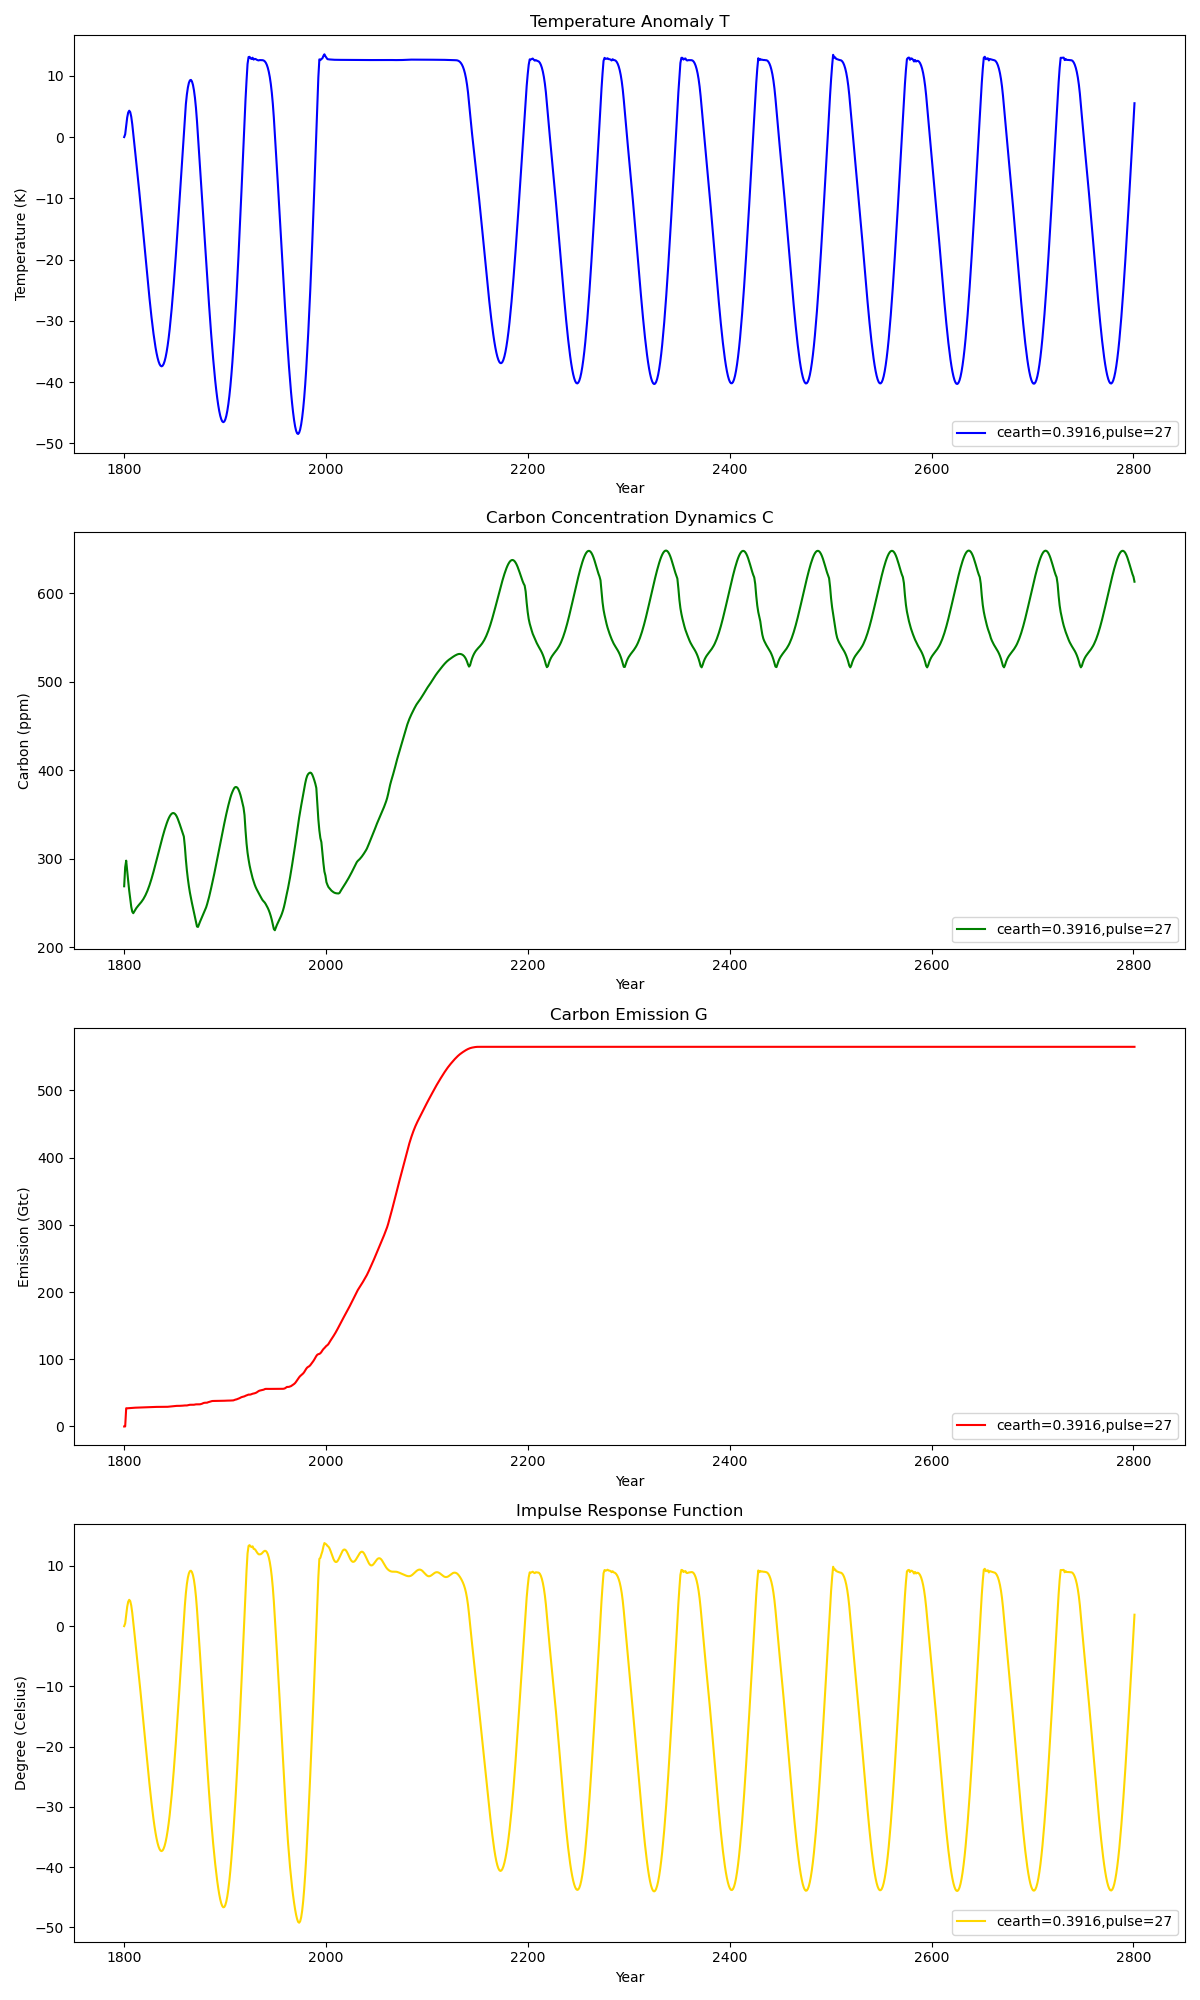 Temperature Anomaly T
Temperature (K)
10
0
−10
−20
−30
−40
−50
cearth=0.3916,pulse=27
1800 2000 2200 2400 2600 2800
Year
Carbon Concentration Dynamics C
Carbon (ppm)
600
500
400
300
200
cearth=0.3916,pulse=27
1800 2000 2200 2400 2600 2800
Year
Carbon Emission G
Emission (Gtc)
500
400
300
200
100
0
cearth=0.3916,pulse=27
1800 2000 2200 2400 2600 2800
Year
Impulse Response Function
Degree (Celsius)
10
0
−10
−20
−30
−40
−50
cearth=0.3916,pulse=27
1800 2000 2200 2400 2600 2800
Year